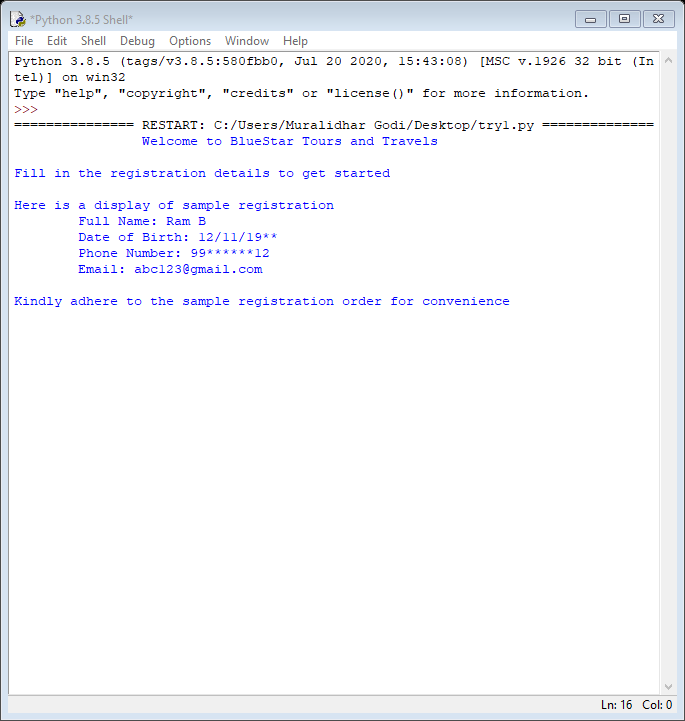 *Python 3.8.5 Shell*
File Edit Shell Debug Options Window Help
Python 3.8.5 (tags/v3.8.5:580fbb0, Jul 20 2020, 15:43:08) [MSC v.1926 32 bit (In
tel)] on win32
Type "help", "copyright", "credits" or "license()" for more information.
>>>
=============== RESTART: C:/Users/Muralidhar Godi/Desktop/try1.py ==============
Welcome to BlueStar Tours and Travels
Fill in the registration details to get started
Here is a display of sample registration
Full Name: Ram B
Date of Birth: 12/11/19**
Phone Number: 99******12
Email: abc123@gmail.com
Kindly adhere to the sample registration order for convenience
Ln: 16 Col: 0